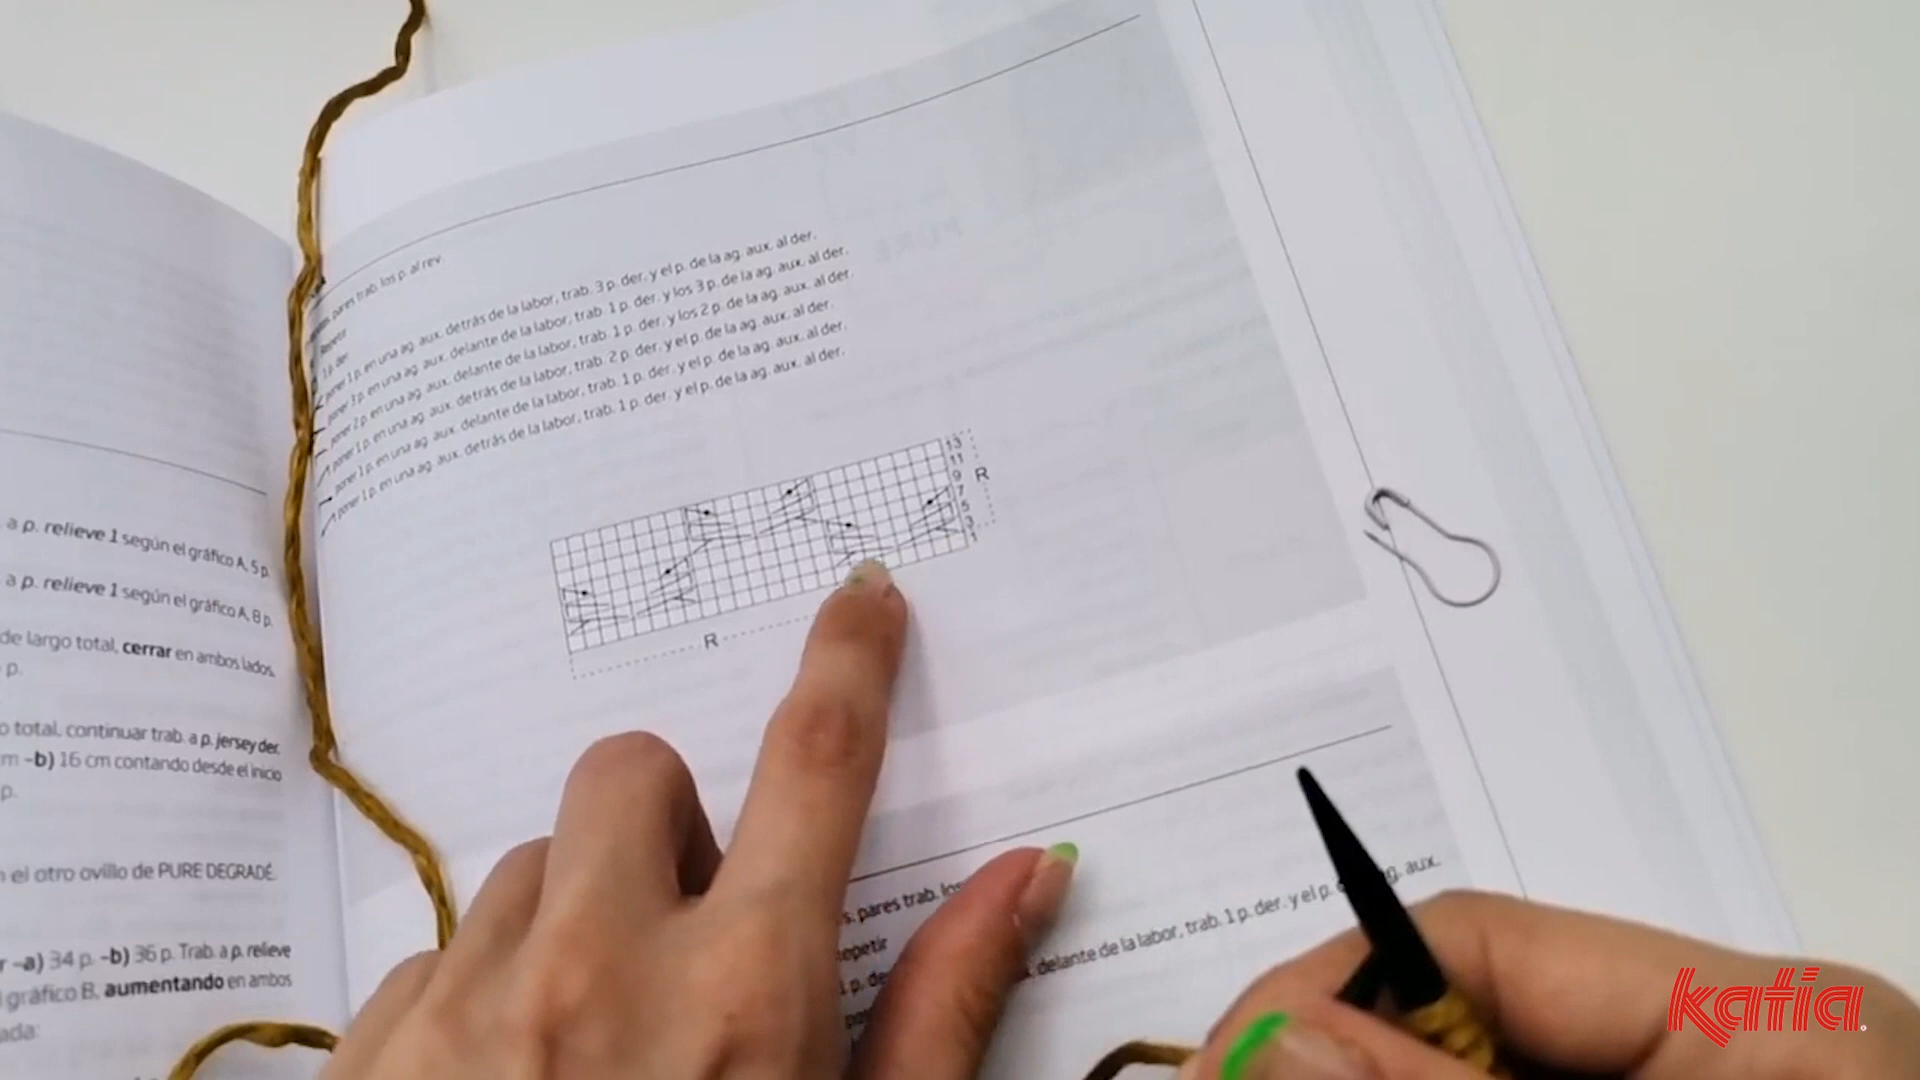 a p. relieve 1 según el gráfico A, 5 p.
a p. relieve 1 según el gráfico A, 8 p.
de largo total, cerrar en ambos lados,
p.
o total, continuar trab. a p. jersey der.
m -b) 16 cm contando desde el inicio
p.
el otro ovillo de PURE DEGRADÉ.
-a) 34 p. -b) 36 p. Trab. a p. relieve
gráfico B, aumentando en ambos
pares trab. los p. al rev.
Repetir
1 p. der.
poner 1 p. en una ag. aux. detrás de la labor, trab. 3 p. der. y el p. de la ag. aux. al der.
poner 3 p. en una ag. aux. delante de la labor, trab. 1 p. der. y los 3 p. de la ag. aux. al der.
poner 2 p. en una ag. aux. delante de la labor, trab. 1 p. der. y los 2 p. de la ag. aux. al der.
poner 1 p. en una ag. aux. detrás de la labor, trab. 2 p. der. y el p. de la ag. aux. al der.
poner 1 p. en una ag. aux. delante de la labor, trab. 1 p. der. y el p. de la ag. aux. al der.
poner 1 p. en una ag. aux. detrás de la labor, trab. 1 p. der. y el p. de la ag. aux. al der.
13
11
9
7
5
3
1
R
R
s. pares trab. los
epetir
1 p. de
delante de la labor, trab. 1 p. der. y el p. ag. aux.
katia